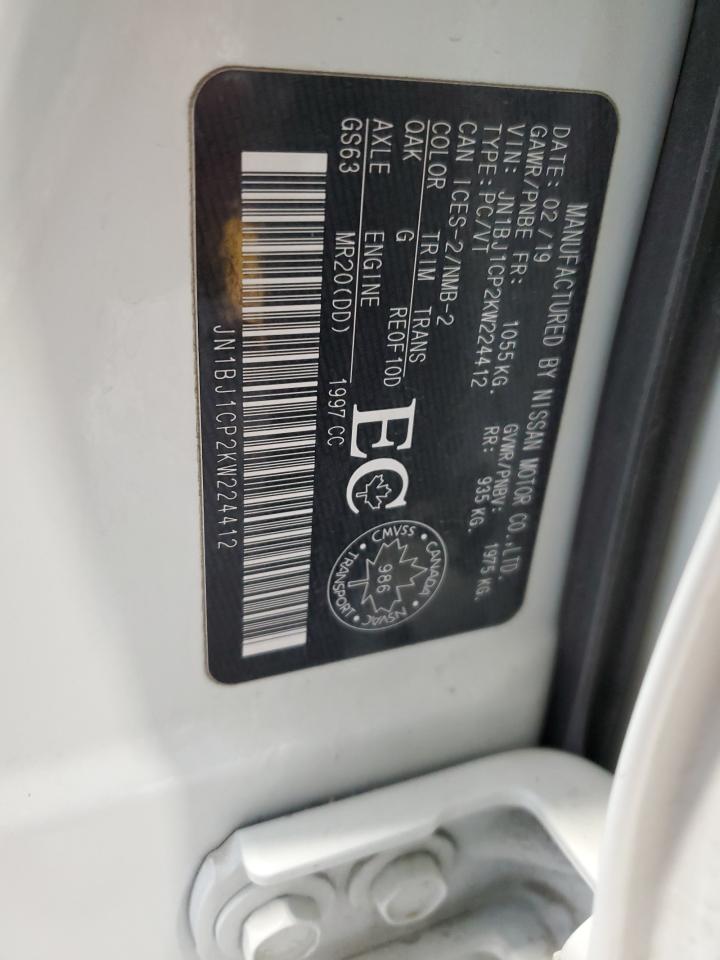 MANUFACTURED BY NISSAN MOTOR CO.,LTD.
DATE: 02/19 GVWR/PNBV: 1975 KG.
GAWR/PNBE FR: 1055KG. RR: 935 KG.
VIN: JN1BJ1CP2KW224412
TYPE:PC/VT
CAN ICES-2/NMB-2
COLOR TRIM TRANS
QAK G RE0F10D
AXLE ENGINE
GS63 MR20(DD) 1997 CC
EC
CMVSS CANADA
986
TRANSPORT NSVAC
JN1BJ1CP2KW224412